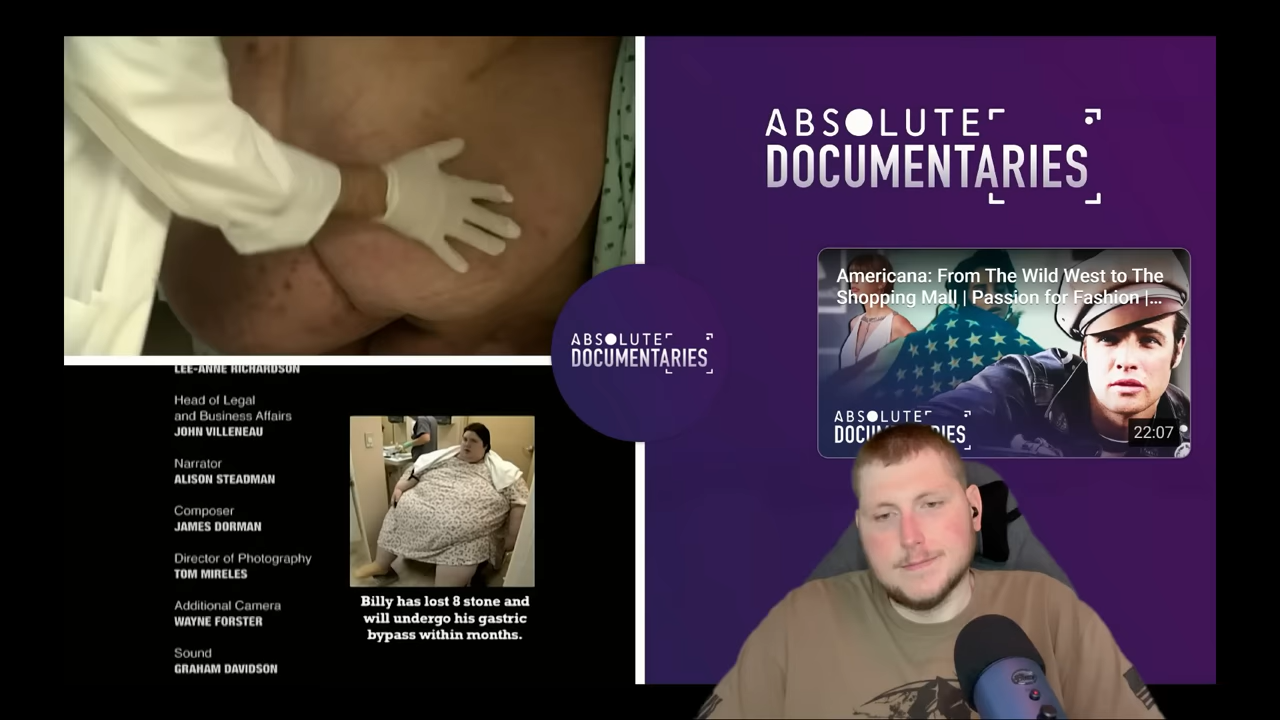 ABSOLUTE
DOCUMENTARIES
Americana: From The Wild West to The
Shopping Mall | Passion for Fashion |...
ABSOLUTE
22:07
ABSOLUTE
DOCUMENTARIES
LEE-ANNE RICHARDSON
Head of Legal
and Business Affairs
JOHN VILLENEAU
Narrator
ALISON STEADMAN
Composer
JAMES DORMAN
Director of Photography
TOM MIRELES
Additional Camera
WAYNE FORSTER
Sound
GRAHAM DAVIDSON
Billy has lost 8 stone and
will undergo his gastric
bypass within months.